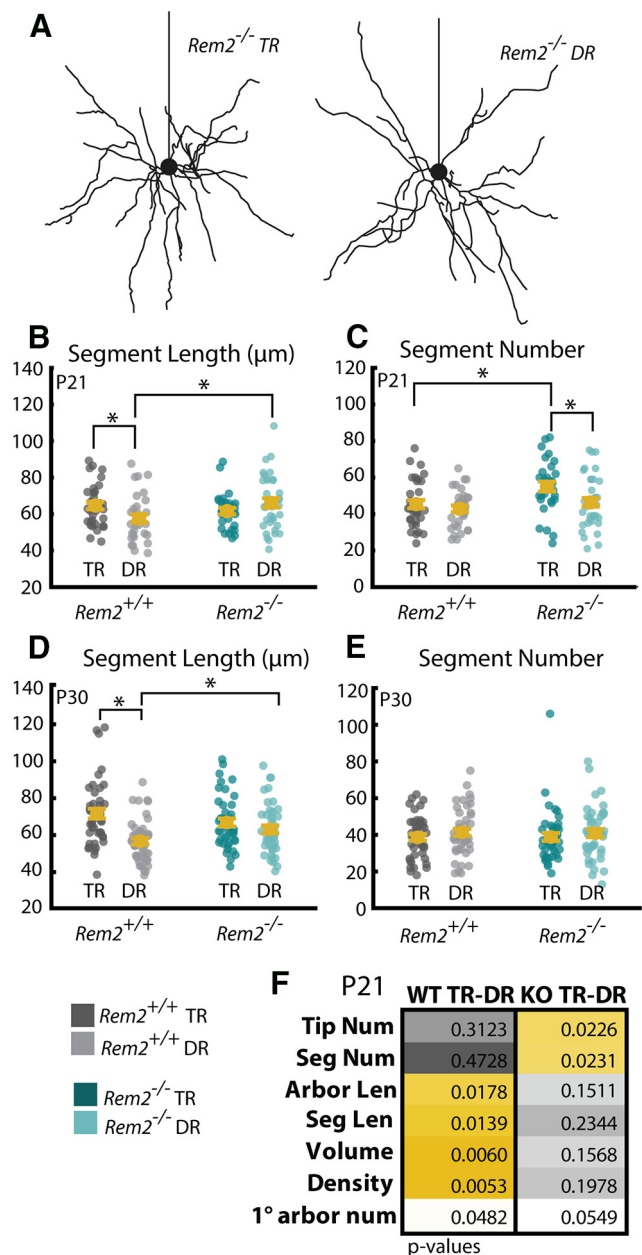 A
Rem2-/- TR
Rem2-/- DR
B
Segment Length (µm)
140
P21
120
100
80
60
40
20
*
*
TR DR TR DR
Rem2+/+ Rem2-/-
C
Segment Number
120
P21
100
80
60
40
20
0
*
*
TR DR TR DR
Rem2+/+ Rem2-/-
D
Segment Length (µm)
140
P30
120
100
80
60
40
20
*
*
TR DR TR DR
Rem2+/+ Rem2-/-
E
Segment Number
120
P30
100
80
60
40
20
0
TR DR TR DR
Rem2+/+ Rem2-/-
Rem2+/+ TR
Rem2+/+ DR
Rem2-/- TR
Rem2-/- DR
F
P21 WT TR-DR KO TR-DR
Tip Num 0.3123 0.0226
Seg Num 0.4728 0.0231
Arbor Len 0.0178 0.1511
Seg Len 0.0139 0.2344
Volume 0.0060 0.1568
Density 0.0053 0.1978
1° arbor num 0.0482 0.0549
p-values